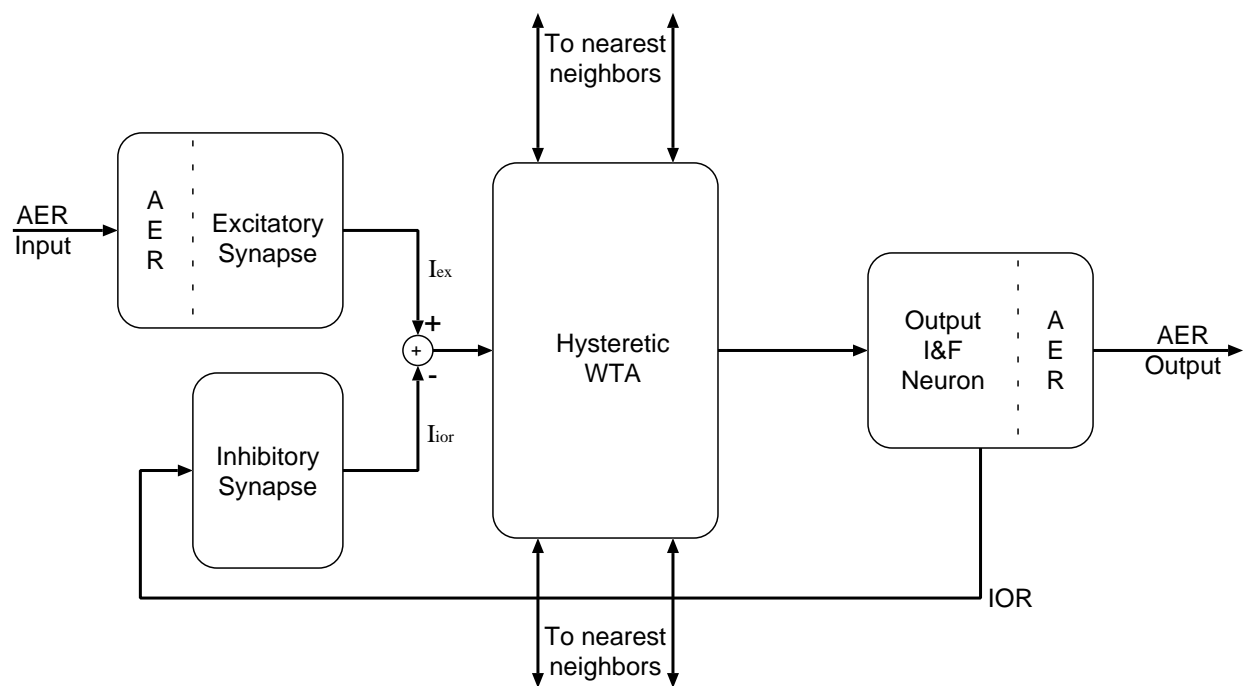 To nearest
neighbors
AER
Input
A
E
R
Excitatory
Synapse
Iex
+
+
-
Iior
Inhibitory
Synapse
Hysteretic
WTA
Output
I&F
Neuron
A
E
R
AER
Output
IOR
To nearest
neighbors